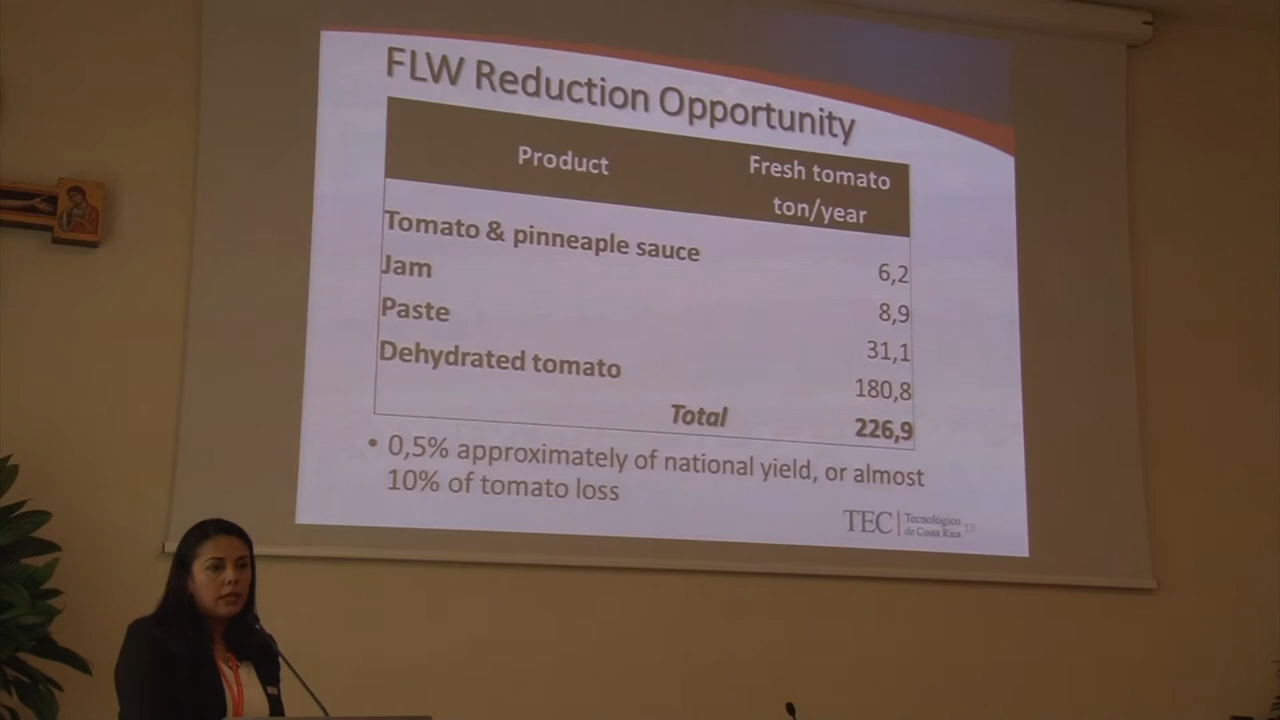 FLW Reduction Opportunity
Product
Fresh tomato
ton/year
Tomato & pinneaple sauce 6,2
Jam 8,9
Paste 31,1
Dehydrated tomato 180,8
Total 226,9
• 0,5% approximately of national yield, or almost
10% of tomato loss
TEC
Tecnológico
de Costa Rica
13